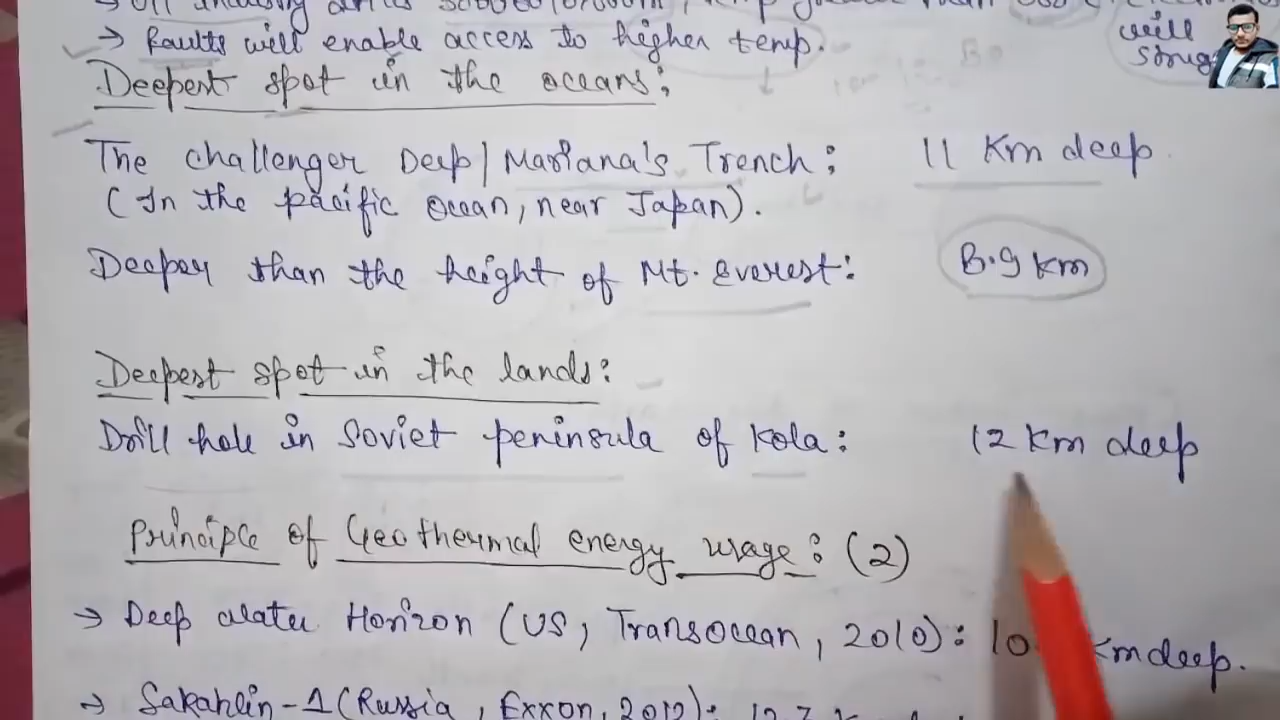 → Faults will enable access to higher temp.
will
Deepest spot in the oceans:
The challenger Deep/Mariana's Trench: 11 Km deep
(In the pacific ocean, near Japan).
Deeper than the height of Mt. Everest: 8.9 km
Deepest spot in the lands:
Drill hole in Soviet peninsula of Kola: 12 Km deep
Principle of Geothermal energy usage: (2)
→ Deep Horizon (US, Transocean, 2010): 10 km deep.
→ (Russia, Exxon, 2012):